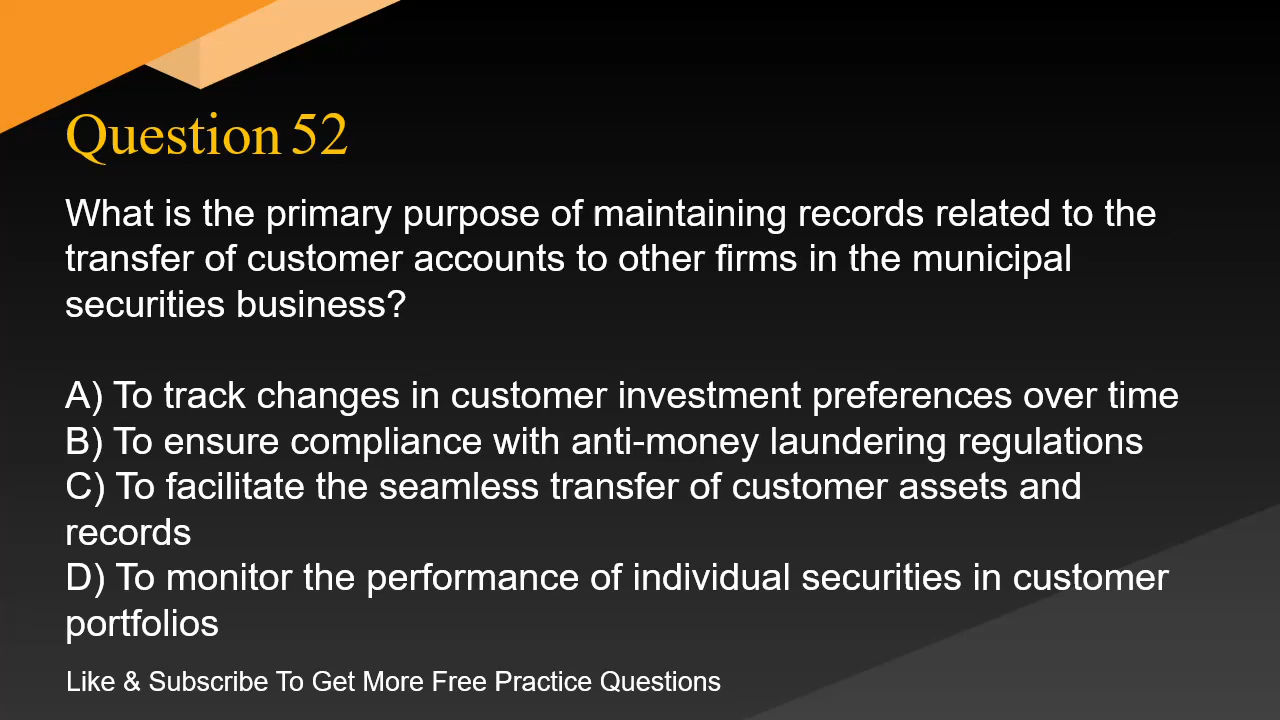 Question 52
What is the primary purpose of maintaining records related to the
transfer of customer accounts to other firms in the municipal
securities business?
A) To track changes in customer investment preferences over time
B) To ensure compliance with anti-money laundering regulations
C) To facilitate the seamless transfer of customer assets and
records
D) To monitor the performance of individual securities in customer
portfolios
Like & Subscribe To Get More Free Practice Questions